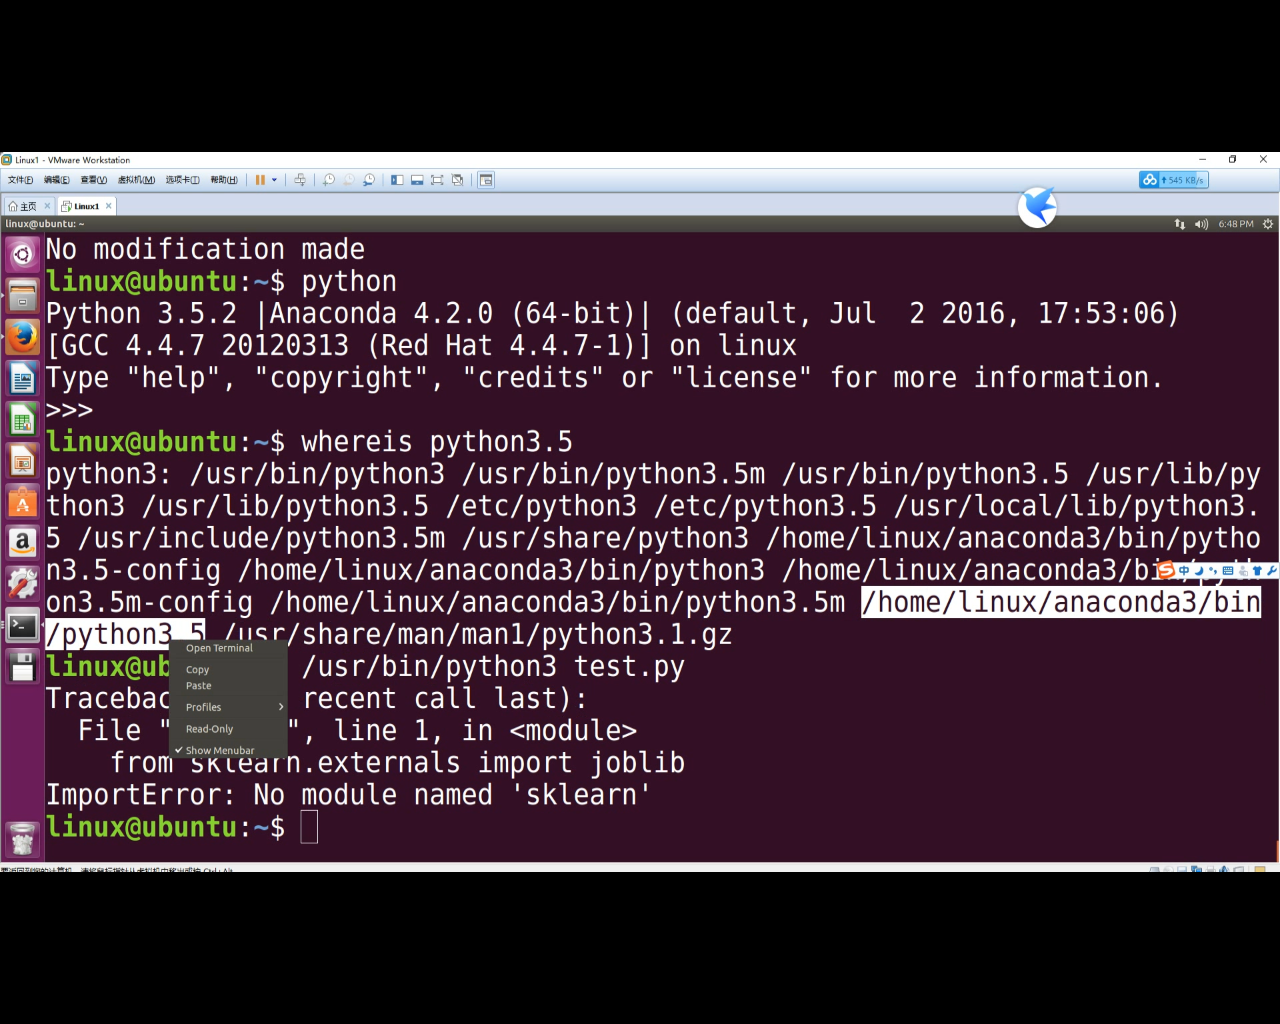 Linux1 - VMware Workstation
文件(F) 编辑(E) 查看(V) 虚拟机(M) 选项卡(T) 帮助(H)
545 KB/s
主页 Linux1
linux@ubuntu: ~
6:48 PM
No modification made
linux@ubuntu:~$ python
Python 3.5.2 |Anaconda 4.2.0 (64-bit)| (default, Jul  2 2016, 17:53:06)
[GCC 4.4.7 20120313 (Red Hat 4.4.7-1)] on linux
Type "help", "copyright", "credits" or "license" for more information.
>>>
linux@ubuntu:~$ whereis python3.5
python3: /usr/bin/python3 /usr/bin/python3.5m /usr/bin/python3.5 /usr/lib/py
thon3 /usr/lib/python3.5 /etc/python3 /etc/python3.5 /usr/local/lib/python3.
5 /usr/include/python3.5m /usr/share/python3 /home/linux/anaconda3/bin/pytho
n3.5-config /home/linux/anaconda3/bin/python3 /home/linux/anaconda3/bin/pyth
中
on3.5m-config /home/linux/anaconda3/bin/python3.5m /home/linux/anaconda3/bin
/python3.5 /usr/share/man/man1/python3.1.gz
Open Terminal
Copy
Paste
Profiles
Read-Only
Show Menubar
linux@ub /usr/bin/python3 test.py
Tracebac recent call last):
File " ", line 1, in <module>
from sklearn.externals import joblib
ImportError: No module named 'sklearn'
linux@ubuntu:~$